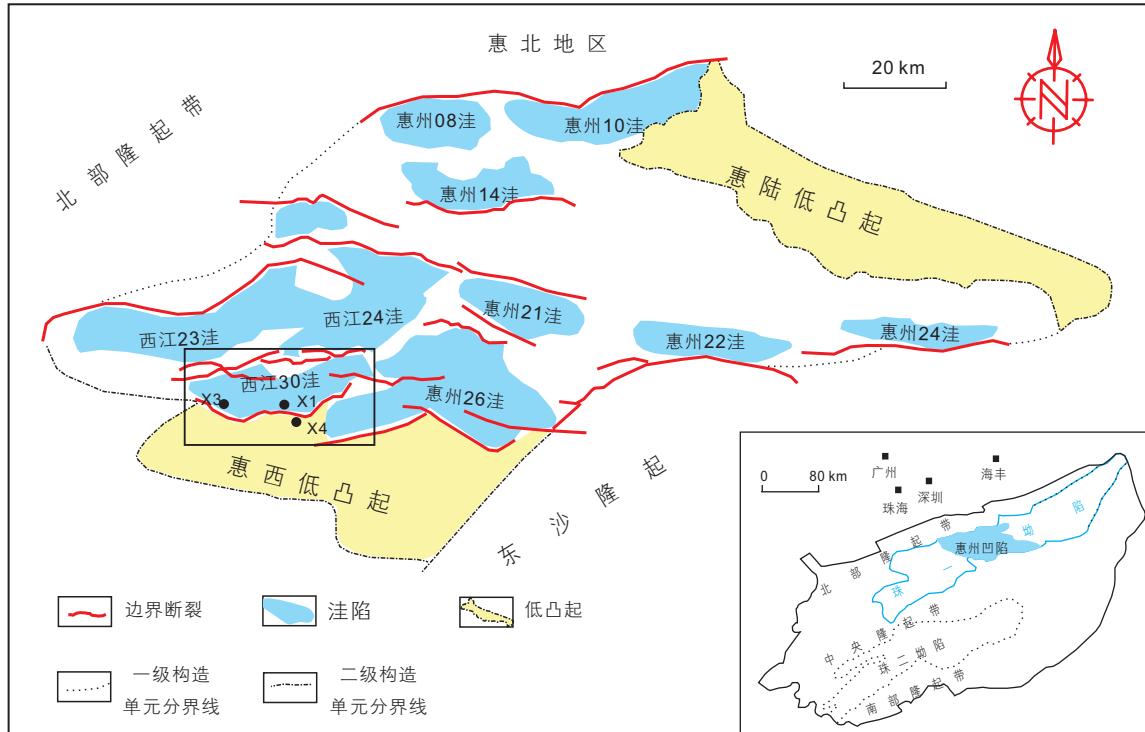 惠北地区
20 km
N
北部隆起带
惠州08洼
惠州10洼
惠州14洼
惠陆低凸起
西江23洼
西江24洼
惠州21洼
惠州22洼
惠州24洼
西江30洼
惠州26洼
X3
X1
X4
惠西低凸起
东沙隆起
边界断裂
洼陷
低凸起
一级构造
单元分界线
二级构造
单元分界线
0 80 km
广州
海丰
深圳
珠海
北部隆起带
珠一坳陷
惠州凹陷
中央隆起带
珠二坳陷
南部隆起带